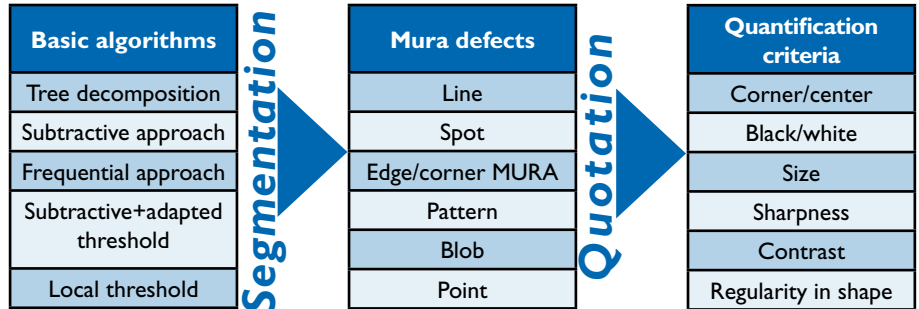 Basic algorithms
Tree decomposition
Subtractive approach
Frequential approach
Subtractive+adapted
threshold
Local threshold
Segmentation
Mura defects
Line
Spot
Edge/corner MURA
Pattern
Blob
Point
Quotation
Quantification
criteria
Corner/center
Black/white
Size
Sharpness
Contrast
Regularity in shape